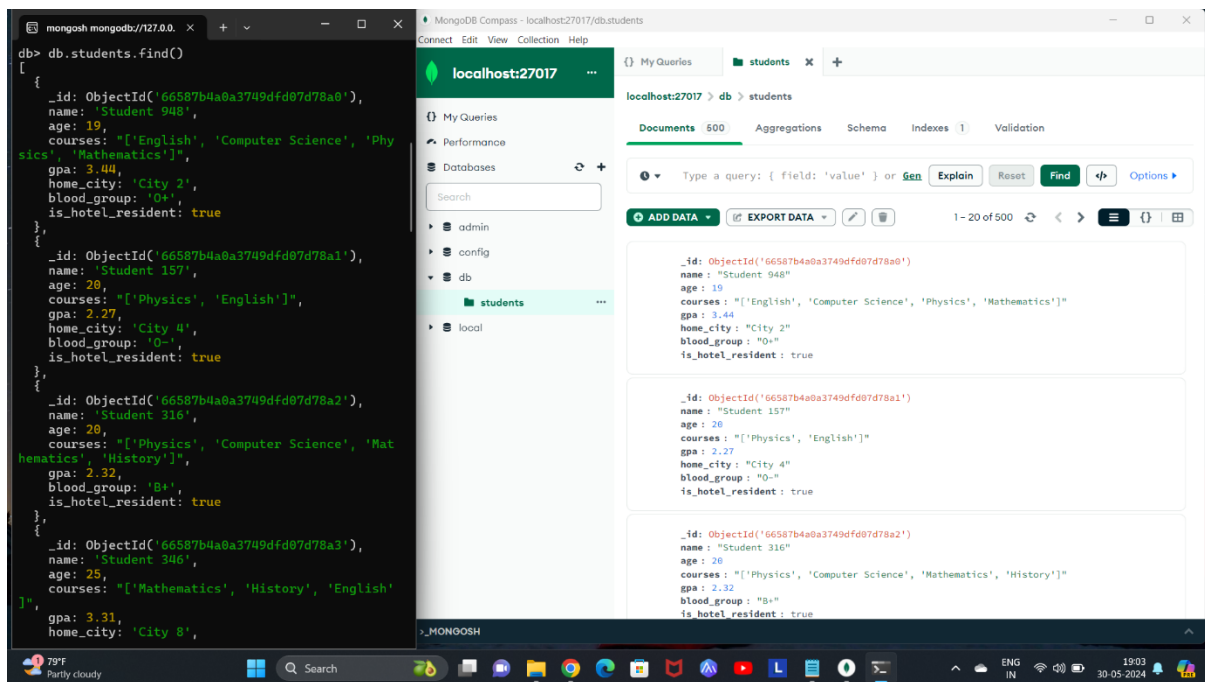 mongosh mongodb://127.0.0.
db> db.students.find()
[
{
_id: ObjectId('66587b4a0a3749dfd07d78a0'),
name: 'Student 948',
age: 19,
courses: "['English', 'Computer Science', 'Phy
sics', 'Mathematics']",
gpa: 3.44,
home_city: 'City 2',
blood_group: 'O+',
is_hotel_resident: true
},
{
_id: ObjectId('66587b4a0a3749dfd07d78a1'),
name: 'Student 157',
age: 20,
courses: "['Physics', 'English']",
gpa: 2.27,
home_city: 'City 4',
blood_group: 'O-',
is_hotel_resident: true
},
{
_id: ObjectId('66587b4a0a3749dfd07d78a2'),
name: 'Student 316',
age: 20,
courses: "['Physics', 'Computer Science', 'Mat
hematics', 'History']",
gpa: 2.32,
blood_group: 'B+',
is_hotel_resident: true
},
{
_id: ObjectId('66587b4a0a3749dfd07d78a3'),
name: 'Student 346',
age: 25,
courses: "['Mathematics', 'History', 'English'
]",
gpa: 3.31,
home_city: 'City 8',
MongoDB Compass - localhost:27017/db.students
Connect Edit View Collection Help
localhost:27017 ...
{} My Queries
Performance
Databases
Search
admin
config
db
students ...
local
{} My Queries students
localhost:27017 > db > students
Documents 500 Aggregations Schema Indexes 1 Validation
Type a query: { field: 'value' } or Gen Explain Reset Find </> Options
ADD DATA EXPORT DATA 1 – 20 of 500 {}
_id: ObjectId('66587b4a0a3749dfd07d78a0')
name : "Student 948"
age : 19
courses : "['English', 'Computer Science', 'Physics', 'Mathematics']"
gpa : 3.44
home_city : "City 2"
blood_group : "O+"
is_hotel_resident : true
_id: ObjectId('66587b4a0a3749dfd07d78a1')
name : "Student 157"
age : 20
courses : "['Physics', 'English']"
gpa : 2.27
home_city : "City 4"
blood_group : "O-"
is_hotel_resident : true
_id: ObjectId('66587b4a0a3749dfd07d78a2')
name : "Student 316"
age : 20
courses : "['Physics', 'Computer Science', 'Mathematics', 'History']"
gpa : 2.32
blood_group : "B+"
is_hotel_resident : true
>_MONGOSH
1
79°F
Partly cloudy
Search
L
ENG
IN
19:03
30-05-2024
PRE